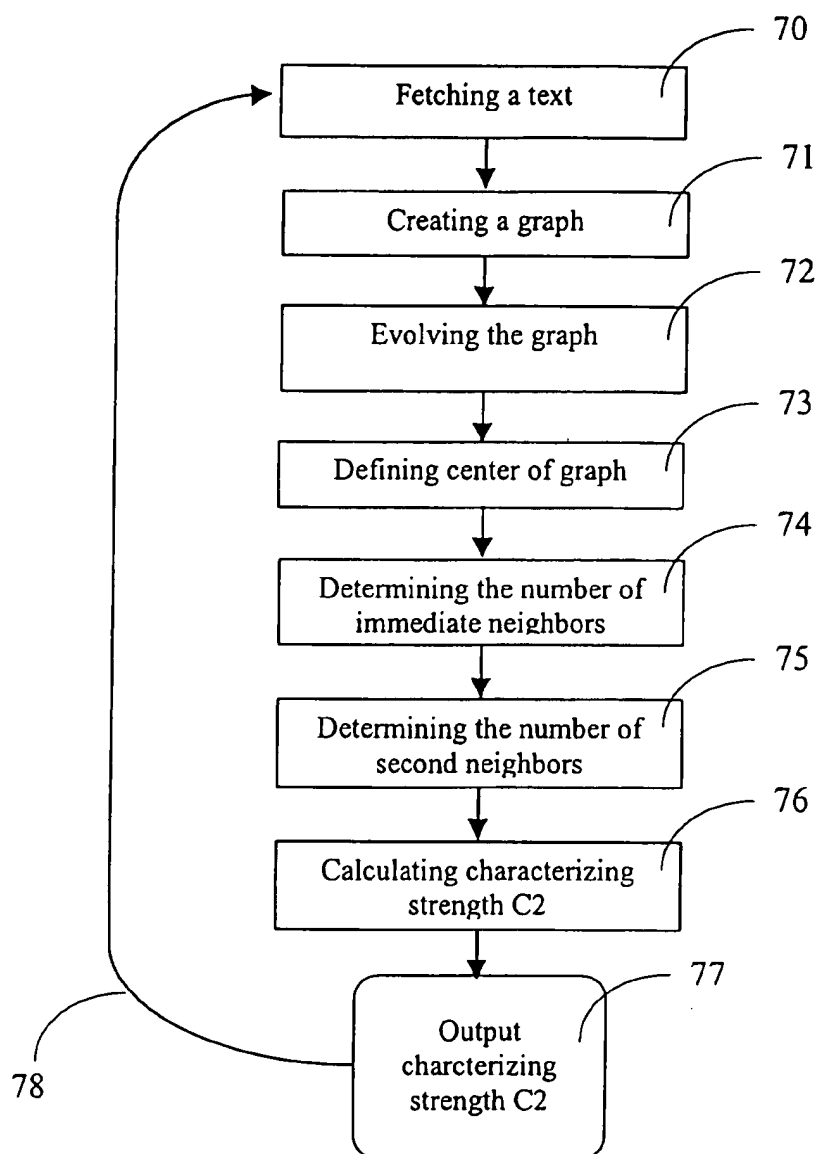 70
Fetching a text
71
Creating a graph
72
Evolving the graph
73
Defining center of graph
74
Determining the number of
immediate neighbors
75
Determining the number of
second neighbors
76
Calculating characterizing
strength C2
77
Output
charcterizing
strength C2
78